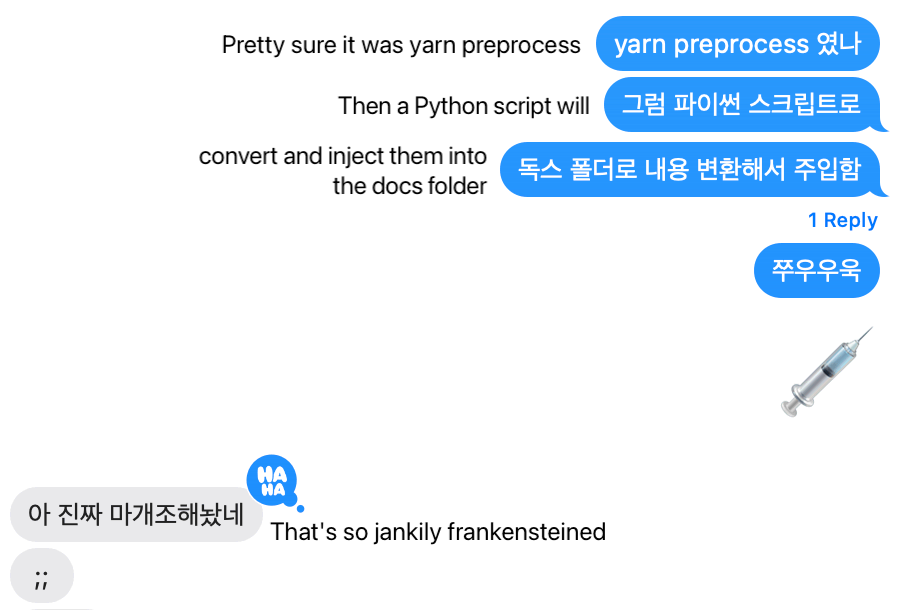 Pretty sure it was yarn preprocess
yarn preprocess 였나
Then a Python script will
그럼 파이썬 스크립트로
convert and inject them into
the docs folder
독스 폴더로 내용 변환해서 주입함
1 Reply
쭈우우욱
HA
HA
아 진짜 마개조해놨네
That's so jankily frankensteined
;;